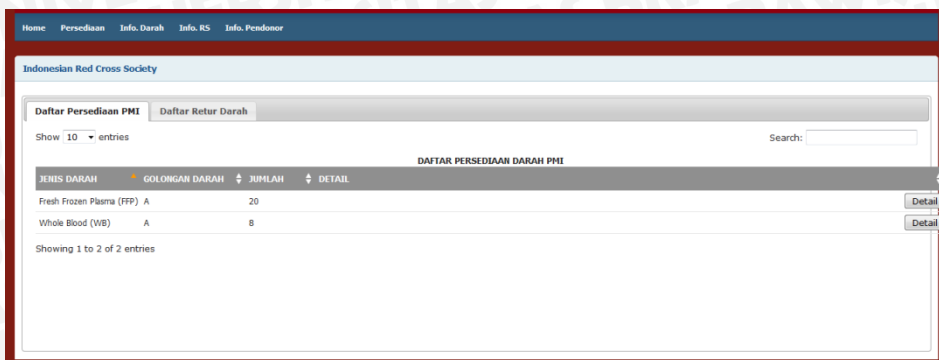 Home Persediaan Info. Darah Info. RS Info. Pendonor
Indonesian Red Cross Society
Daftar Persediaan PMI Daftar Retur Darah
Show 10 entries Search:
DAFTAR PERSEDIAAN DARAH PMI
JENIS DARAH GOLONGAN DARAH JUMLAH DETAIL
Fresh Frozen Plasma (FFP) A 20 Detail
Whole Blood (WB) A 8 Detail
Showing 1 to 2 of 2 entries